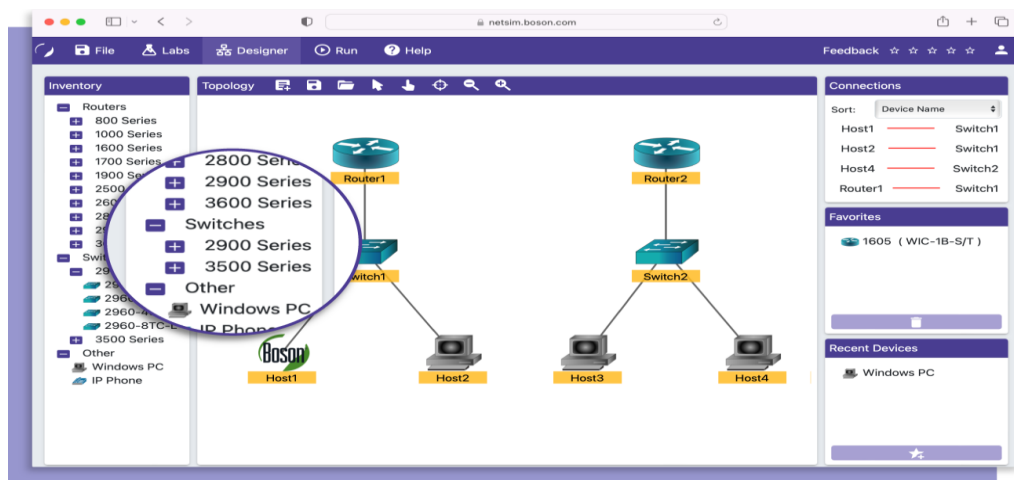 netsim.boson.com
File Labs Designer Run Help Feedback
Inventory
Routers
800 Series
1000 Series
1600 Series
1700 Series
1900
2500
Switches
2960-8TC-L
3500 Series
Other
Windows PC
IP Phone
2800 Series
2900 Series
3600 Series
Switches
2900 Series
3500 Series
Other
Windows PC
IP Phone
Topology
Router1
Router2
Switch1
Switch2
Boson
Host1
Host2
Host3
Host4
Connections
Sort: Device Name
Host1 Switch1
Host2 Switch1
Host4 Switch2
Router1 Switch1
Favorites
1605 ( WIC-1B-S/T )
Recent Devices
Windows PC